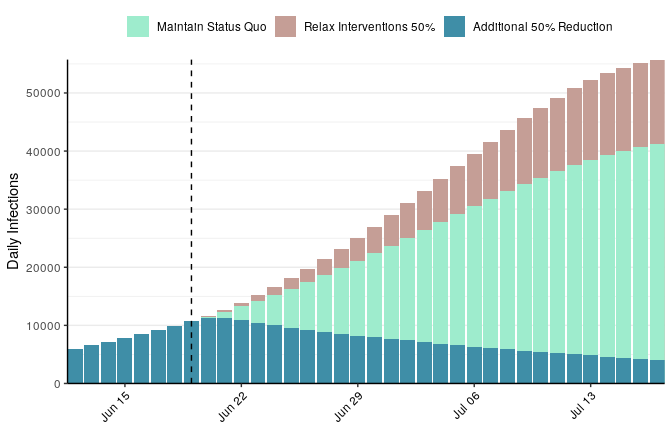 Maintain Status Quo Relax Interventions 50% Additional 50% Reduction
Daily Infections
50000
40000
30000
20000
10000
0
Jun 15 Jun 22 Jun 29 Jul 06 Jul 13